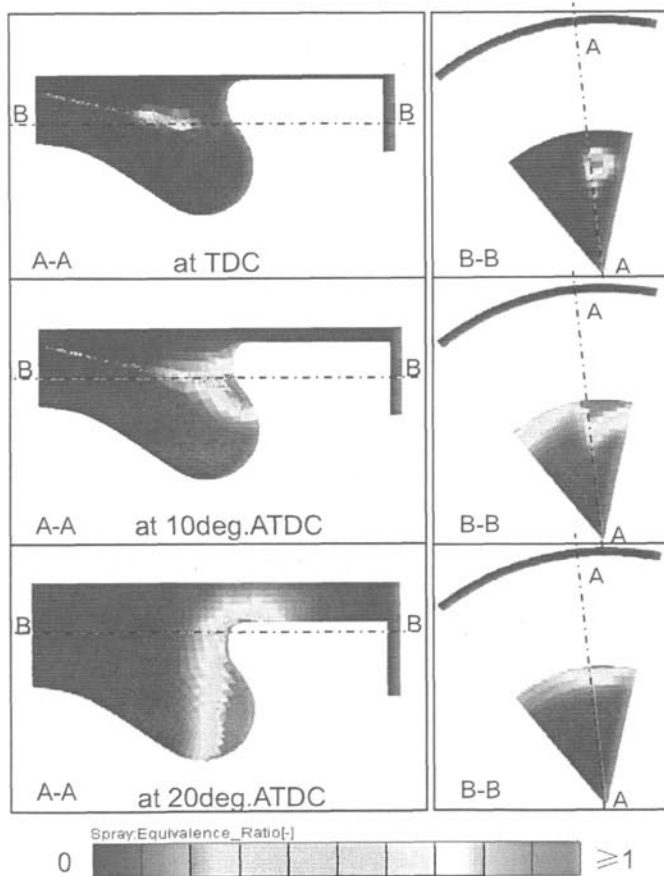 A
B
B
A-A
at TDC
B-B
A
A
B
B
A-A
at 10deg.ATDC
B-B
A
A
B
B
A-A
at 20deg.ATDC
B-B
A
Spray:Equivalence_Ratio[-]
0
≥1